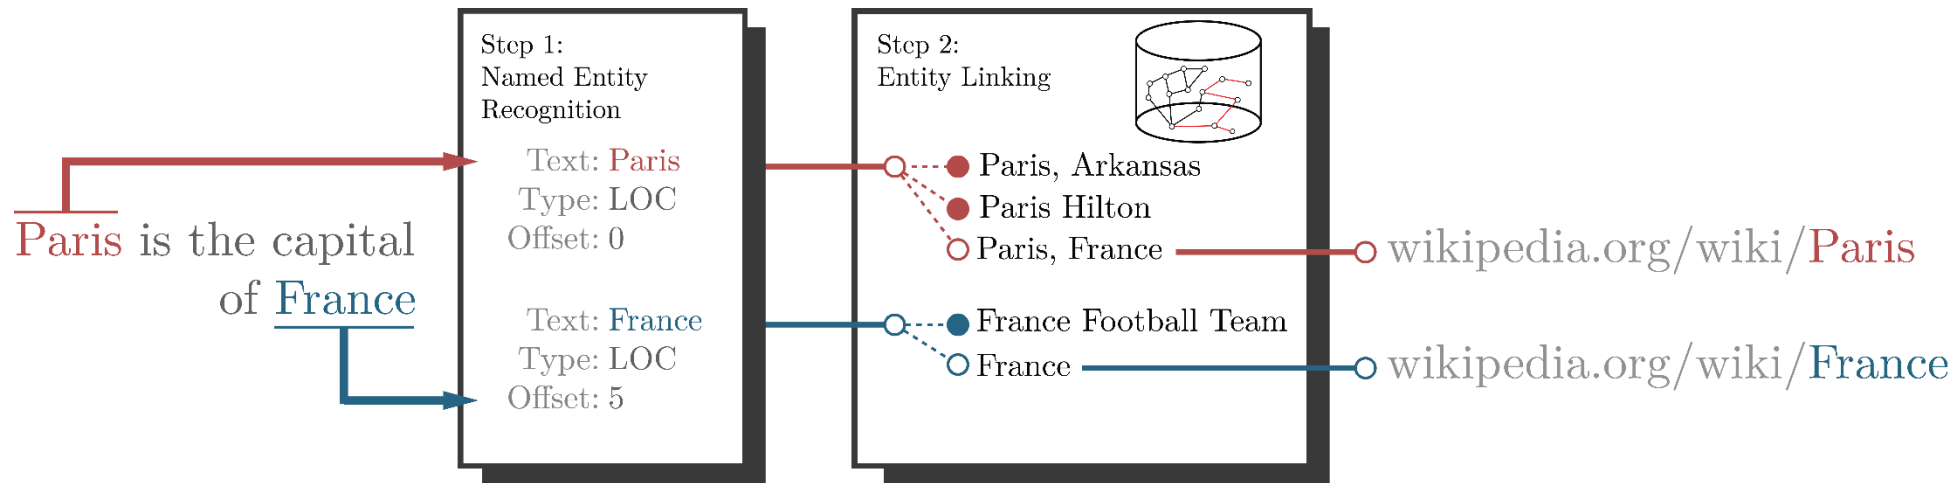 Paris is the capital
of France
Step 1:
Named Entity
Recognition
Text: Paris
Type: LOC
Offset: 0
Text: France
Type: LOC
Offset: 5
Step 2:
Entity Linking
Paris, Arkansas
Paris Hilton
Paris, France
France Football Team
France
wikipedia.org/wiki/Paris
wikipedia.org/wiki/France